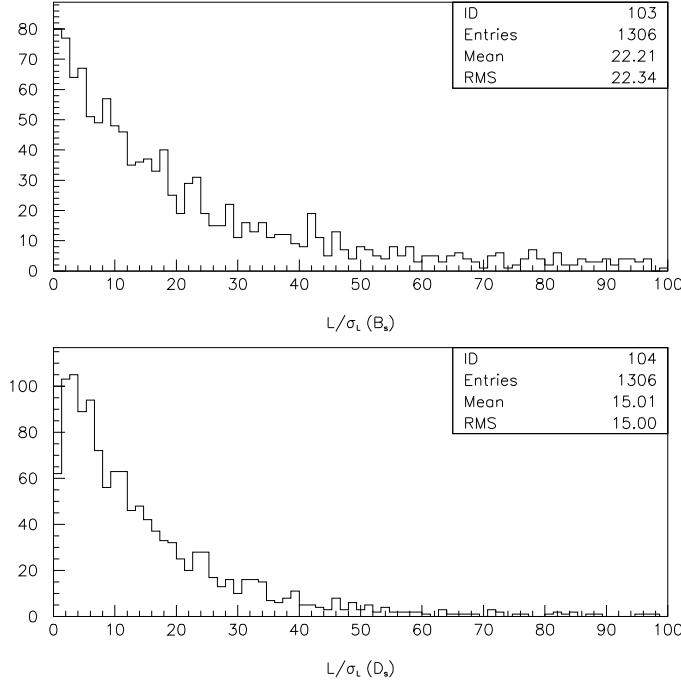 ID 103
Entries 1306
Mean 22.21
RMS 22.34
80
70
60
50
40
30
20
10
0
0 10 20 30 40 50 60 70 80 90 100
L/σL (Bs)
ID 104
Entries 1306
Mean 15.01
RMS 15.00
100
80
60
40
20
0
0 10 20 30 40 50 60 70 80 90 100
L/σL (Ds)